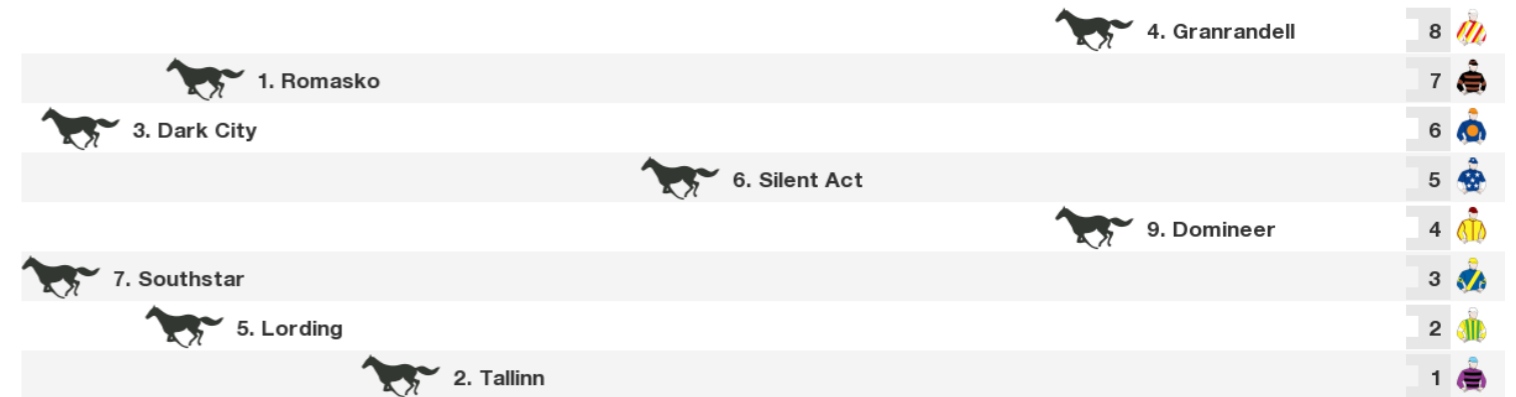 4. Granrandell 8
1. Romasko 7
3. Dark City 6
6. Silent Act 5
9. Domineer 4
7. Southstar 3
5. Lording 2
2. Tallinn 1